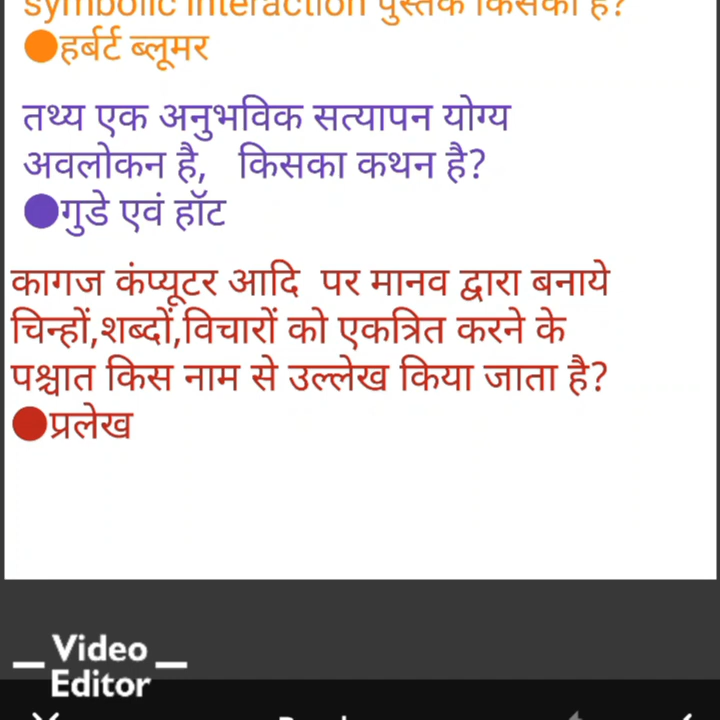 symbolic interaction पुस्तक किसकी है?
●हर्बर्ट ब्लूमर
तथ्य एक अनुभविक सत्यापन योग्य
अवलोकन है, किसका कथन है?
●गुडे एवं हॉट
कागज कंप्यूटर आदि पर मानव द्वारा बनाये
चिन्हों,शब्दों,विचारों को एकत्रित करने के
पश्चात किस नाम से उल्लेख किया जाता है?
●प्रलेख
Video
Editor